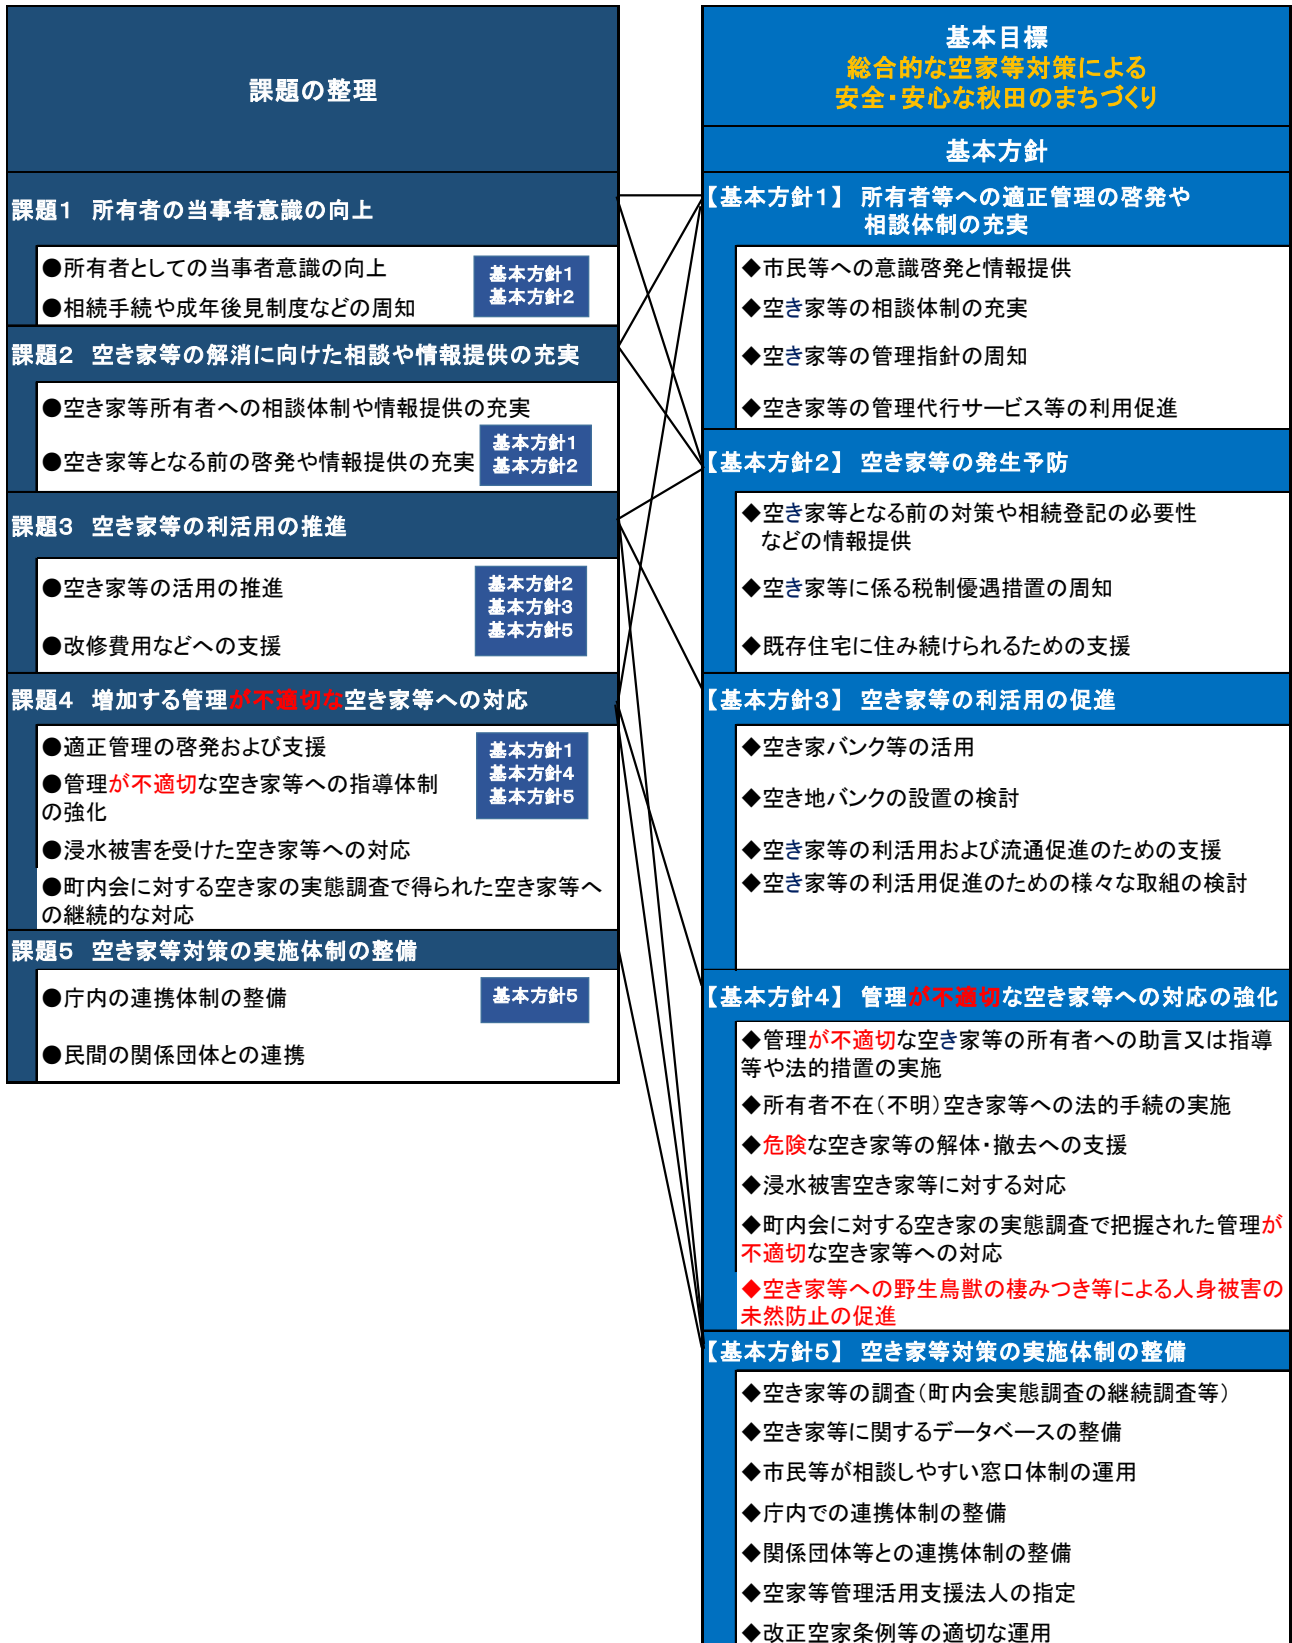 課題の整理
課題1　所有者の当事者意識の向上
●所有者としての当事者意識の向上
●相続手続や成年後見制度などの周知
基本方針1
基本方針2
課題2　空き家等の解消に向けた相談や情報提供の充実
●空き家等所有者への相談体制や情報提供の充実
●空き家等となる前の啓発や情報提供の充実
基本方針1
基本方針2
課題3　空き家等の利活用の推進
●空き家等の活用の推進
●改修費用などへの支援
基本方針2
基本方針3
基本方針5
課題4　増加する管理が不適切な空き家等への対応
●適正管理の啓発および支援
●管理が不適切な空き家等への指導体制
の強化
●浸水被害を受けた空き家等への対応
●町内会に対する空き家の実態調査で得られた空き家等へ
の継続的な対応
基本方針1
基本方針4
基本方針5
課題5　空き家等対策の実施体制の整備
●庁内の連携体制の整備
●民間の関係団体との連携
基本方針5
基本目標
総合的な空家等対策による
安全・安心な秋田のまちづくり
基本方針
【基本方針1】 所有者等への適正管理の啓発や
相談体制の充実
◆市民等への意識啓発と情報提供
◆空き家等の相談体制の充実
◆空き家等の管理指針の周知
◆空き家等の管理代行サービス等の利用促進
【基本方針2】 空き家等の発生予防
◆空き家等となる前の対策や相続登記の必要性
などの情報提供
◆空き家等に係る税制優遇措置の周知
◆既存住宅に住み続けられるための支援
【基本方針3】 空き家等の利活用の促進
◆空き家バンク等の活用
◆空き地バンクの設置の検討
◆空き家等の利活用および流通促進のための支援
◆空き家等の利活用促進のための様々な取組の検討
【基本方針4】 管理が不適切な空き家等への対応の強化
◆管理が不適切な空き家等の所有者への助言又は指導
等や法的措置の実施
◆所有者不在（不明）空き家等への法的手続の実施
◆危険な空き家等の解体・撤去への支援
◆浸水被害空き家等に対する対応
◆町内会に対する空き家の実態調査で把握された管理が
不適切な空き家等への対応
◆空き家等への野生鳥獣の棲みつき等による人身被害の
未然防止の促進
【基本方針5】 空き家等対策の実施体制の整備
◆空き家等の調査（町内会実態調査の継続調査等）
◆空き家等に関するデータベースの整備
◆市民等が相談しやすい窓口体制の運用
◆庁内での連携体制の整備
◆関係団体等との連携体制の整備
◆空家等管理活用支援法人の指定
◆改正空家条例等の適切な運用